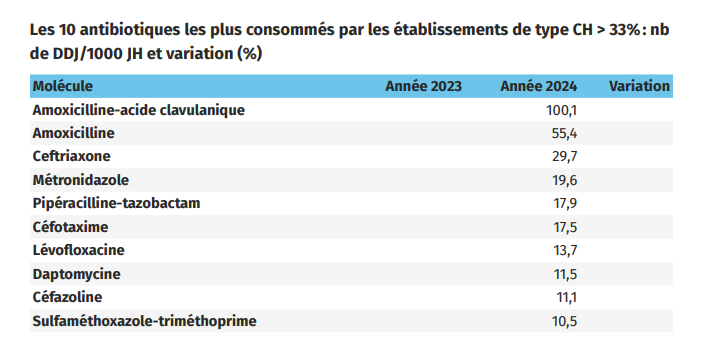 Les 10 antibiotiques les plus consommés par les établissements de type CH > 33% : nb
de DDJ/1000 JH et variation (%)
Molécule Année 2023 Année 2024 Variation
Amoxicilline-acide clavulanique 100,1
Amoxicilline 55,4
Ceftriaxone 29,7
Métronidazole 19,6
Pipéracilline-tazobactam 17,9
Céfotaxime 17,5
Lévofloxacine 13,7
Daptomycine 11,5
Céfazoline 11,1
Sulfaméthoxazole-triméthoprime 10,5